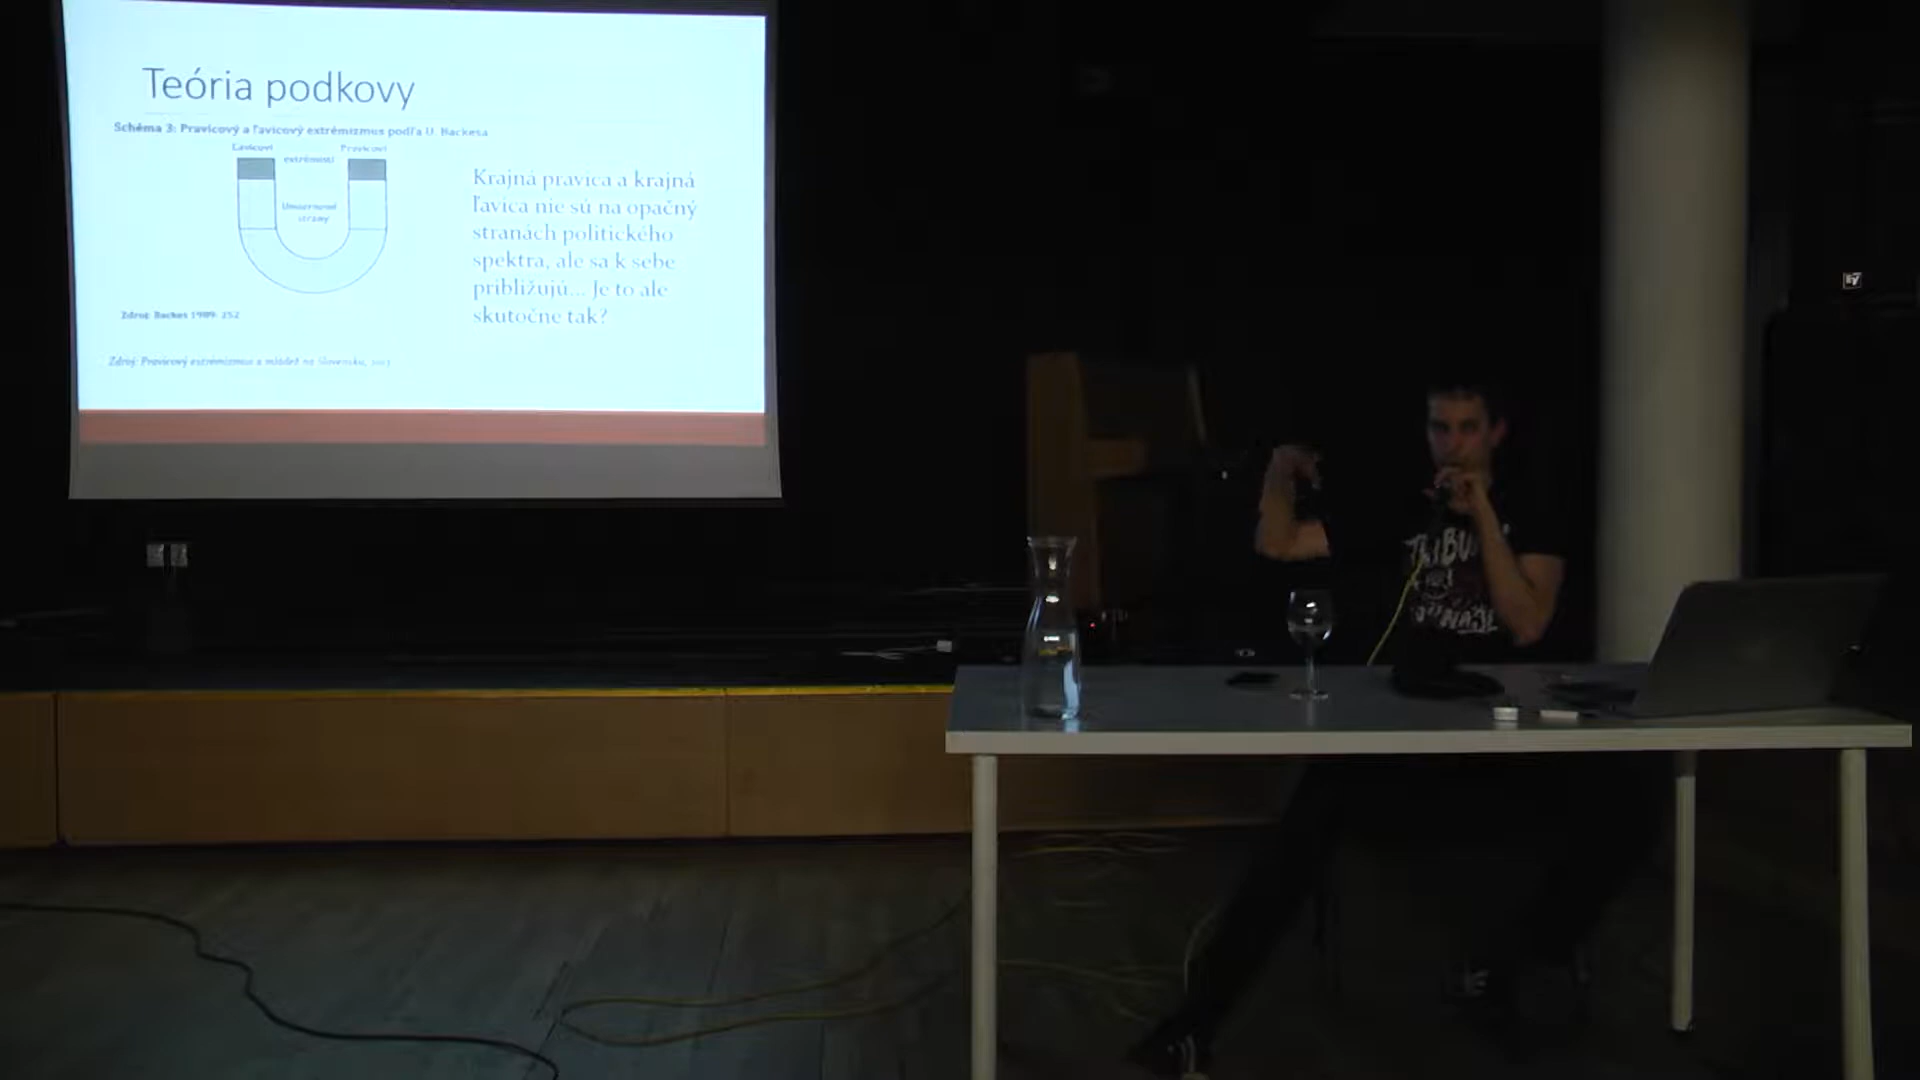 Teória podkovy
Schéma 3: Pravicový a ľavicový extrémizmus podľa U. Backesa
Ľavicoví
Pravicoví
extrémisti
Umiernené
strany
Krajná pravica a krajná
ľavica nie sú na opačný
stranách politického
spektra, ale sa k sebe
približujú... Je to ale
skutočne tak?
Zdroj: Backes 1989: 252
Zdroj: Pravicový extrémizmus a mládež na Slovensku,